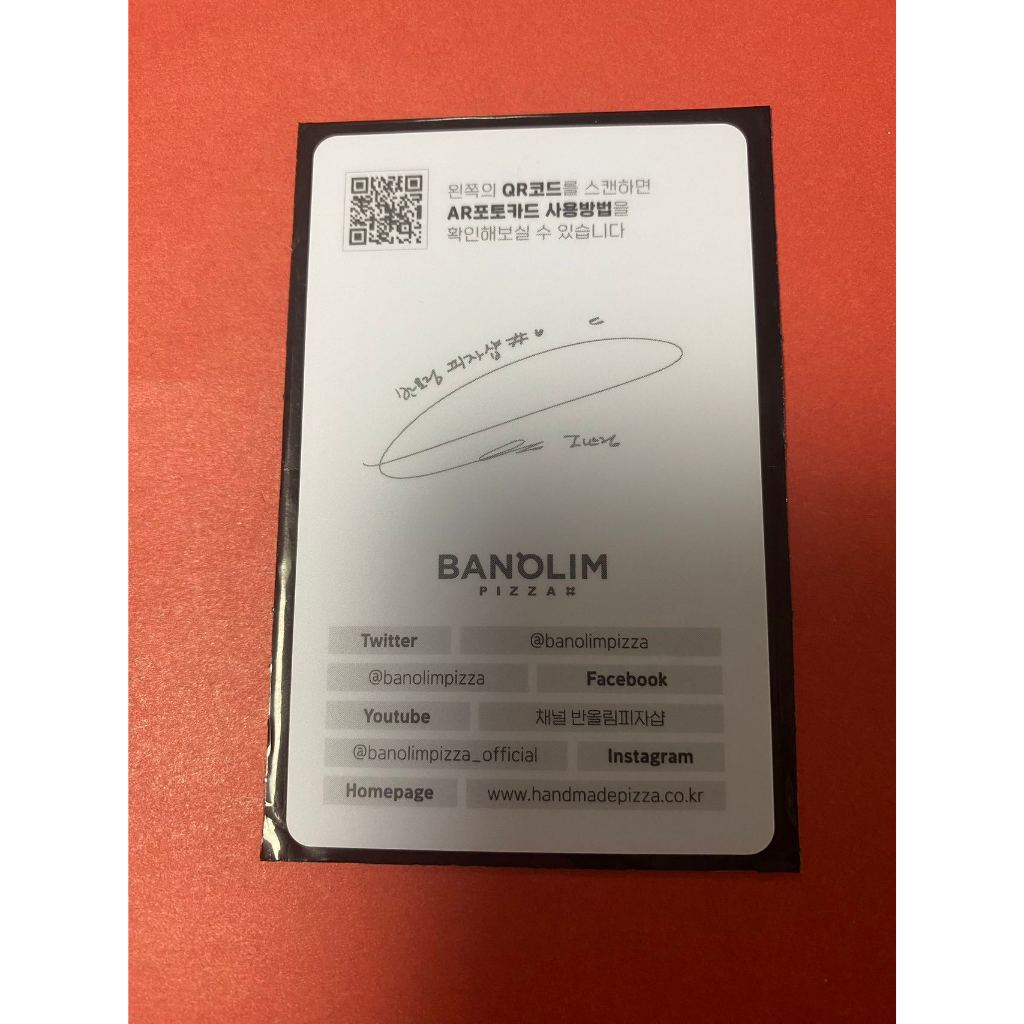 왼쪽의 QR코드를 스캔하면
AR포토카드 사용방법을
확인해보실 수 있습니다
반올림 피자샵 #
BANOLIM
PIZZA #
Twitter @banolimpizza
@banolimpizza Facebook
Youtube 채널 반올림피자샵
@banolimpizza_official Instagram
Homepage www.handmadepizza.co.kr